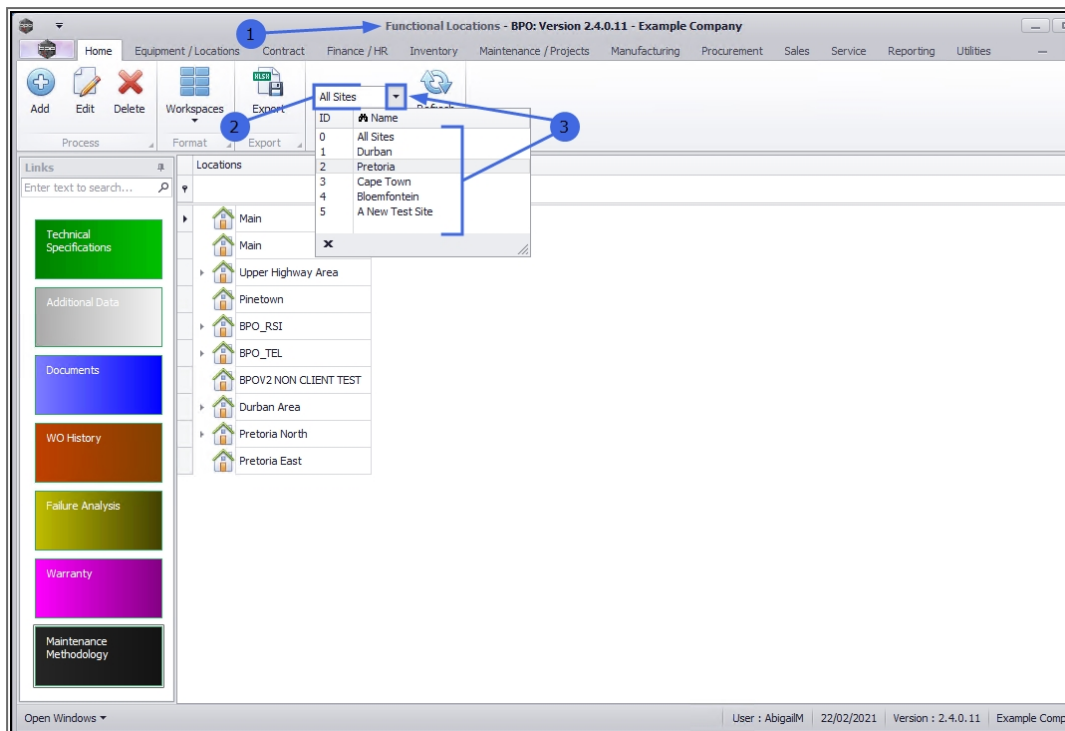 Functional Locations - BPO: Version 2.4.0.11 - Example Company
1
bpo
Home Equipment / Locations Contract Finance / HR Inventory Maintenance / Projects Manufacturing Procurement Sales Service Reporting Utilities
Add Edit Delete Workspaces Export Refresh
XLSX
All Sites
2
3
Process Format Export
ID Name
0 All Sites
1 Durban
2 Pretoria
3 Cape Town
4 Bloemfontein
5 A New Test Site
Links
Enter text to search...
Technical
Specifications
Additional Data
Documents
WO History
Failure Analysis
Warranty
Maintenance
Methodology
Locations
Main
Main
Upper Highway Area
Pinetown
BPO_RSI
BPO_TEL
BPOV2 NON CLIENT TEST
Durban Area
Pretoria North
Pretoria East
Open Windows User : AbigailM 22/02/2021 Version : 2.4.0.11 Example Comp